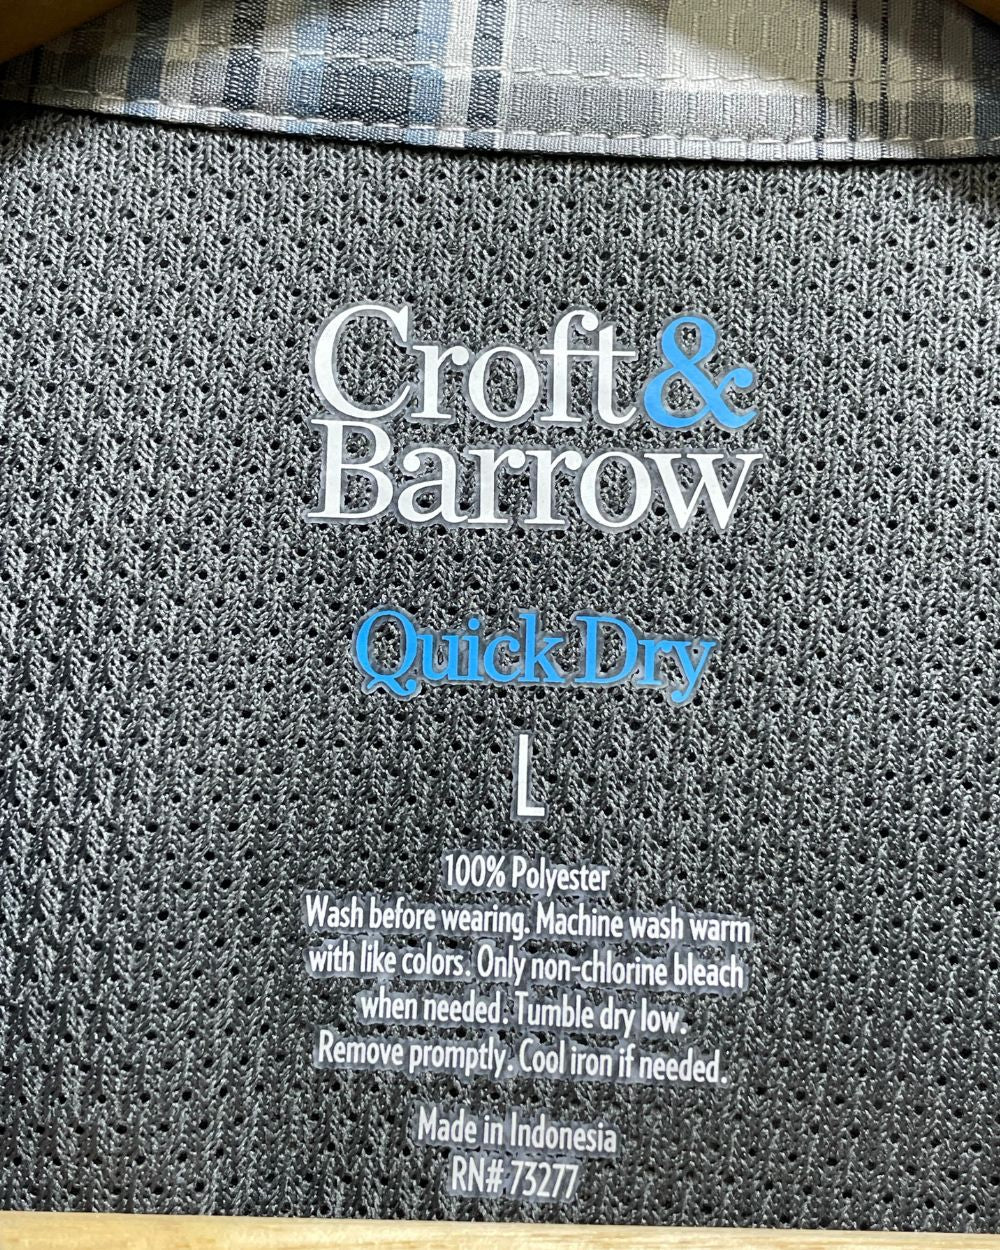 Croft &
Barrow
Quick Dry
L
100% Polyester
Wash before wearing. Machine wash warm
with like colors. Only non-chlorine bleach
when needed. Tumble dry low.
Remove promptly. Cool iron if needed.
Made in Indonesia
RN# 73277